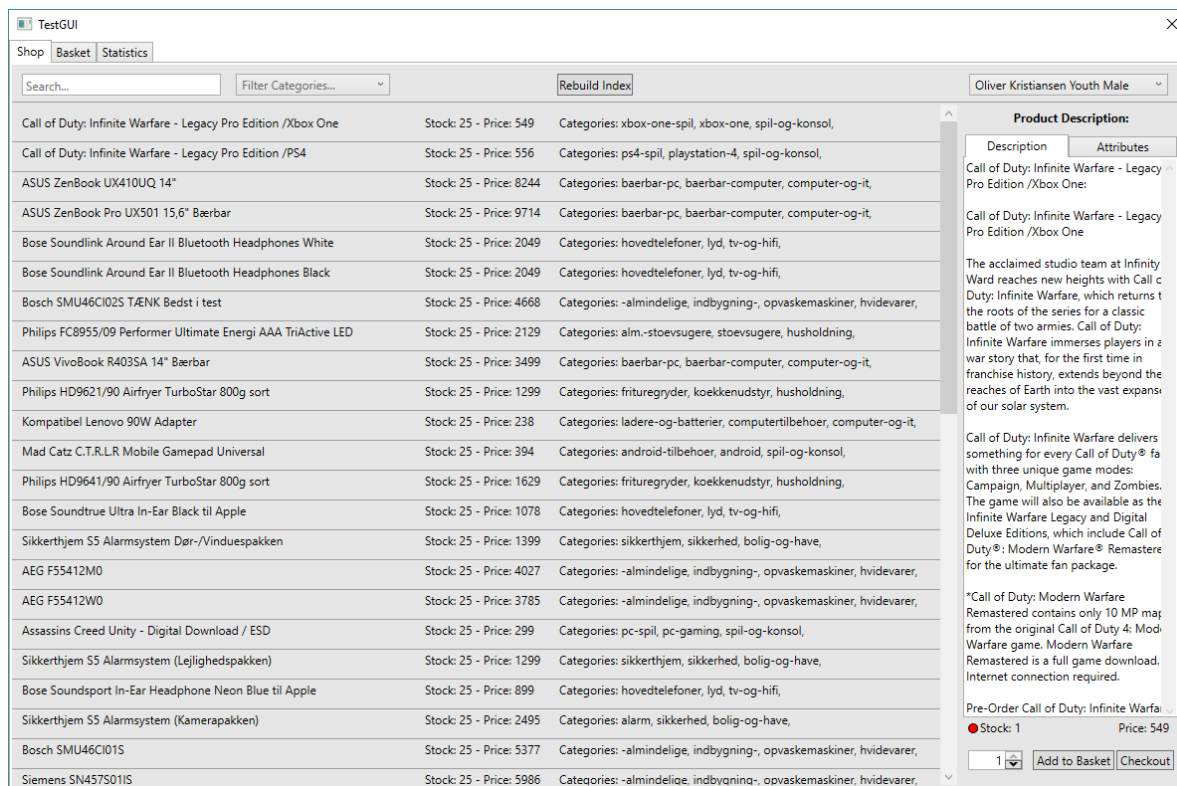 TestGUI
Shop Basket Statistics
Search... Filter Categories... Rebuild Index Oliver Kristiansen Youth Male
Call of Duty: Infinite Warfare - Legacy Pro Edition /Xbox One Stock: 25 - Price: 549 Categories: xbox-one-spil, xbox-one, spil-og-konsol,
Call of Duty: Infinite Warfare - Legacy Pro Edition /PS4 Stock: 25 - Price: 556 Categories: ps4-spil, playstation-4, spil-og-konsol,
ASUS ZenBook UX410UQ 14" Stock: 25 - Price: 8244 Categories: baerbar-pc, baerbar-computer, computer-og-it,
ASUS ZenBook Pro UX501 15,6" Bærbar Stock: 25 - Price: 9714 Categories: baerbar-pc, baerbar-computer, computer-og-it,
Bose Soundlink Around Ear II Bluetooth Headphones White Stock: 25 - Price: 2049 Categories: hovedtelefoner, lyd, tv-og-hifi,
Bose Soundlink Around Ear II Bluetooth Headphones Black Stock: 25 - Price: 2049 Categories: hovedtelefoner, lyd, tv-og-hifi,
Bosch SMU46CI02S TÆNK Bedst i test Stock: 25 - Price: 4668 Categories: -almindelige, indbygning-, opvaskemaskiner, hvidevarer,
Philips FC8955/09 Performer Ultimate Energi AAA TriActive LED Stock: 25 - Price: 2129 Categories: alm.-stoevsugere, stoevsugere, husholdning,
ASUS VivoBook R403SA 14" Bærbar Stock: 25 - Price: 3499 Categories: baerbar-pc, baerbar-computer, computer-og-it,
Philips HD9621/90 Airfryer TurboStar 800g sort Stock: 25 - Price: 1299 Categories: frituregryder, koekkenudstyr, husholdning,
Kompatibel Lenovo 90W Adapter Stock: 25 - Price: 238 Categories: ladere-og-batterier, computertilbehoer, computer-og-it,
Mad Catz C.T.R.L.R Mobile Gamepad Universal Stock: 25 - Price: 394 Categories: android-tilbehoer, android, spil-og-konsol,
Philips HD9641/90 Airfryer TurboStar 800g sort Stock: 25 - Price: 1629 Categories: frituregryder, koekkenudstyr, husholdning,
Bose Soundtrue Ultra In-Ear Black til Apple Stock: 25 - Price: 1078 Categories: hovedtelefoner, lyd, tv-og-hifi,
Sikkerthjem S5 Alarmsystem Dør-/Vinduespakken Stock: 25 - Price: 1399 Categories: sikkerthjem, sikkerhed, bolig-og-have,
AEG F55412M0 Stock: 25 - Price: 4027 Categories: -almindelige, indbygning-, opvaskemaskiner, hvidevarer,
AEG F55412W0 Stock: 25 - Price: 3785 Categories: -almindelige, indbygning-, opvaskemaskiner, hvidevarer,
Assassins Creed Unity - Digital Download / ESD Stock: 25 - Price: 299 Categories: pc-spil, pc-gaming, spil-og-konsol,
Sikkerthjem S5 Alarmsystem (Lejlighedspakken) Stock: 25 - Price: 1299 Categories: sikkerthjem, sikkerhed, bolig-og-have,
Bose Soundsport In-Ear Headphone Neon Blue til Apple Stock: 25 - Price: 899 Categories: hovedtelefoner, lyd, tv-og-hifi,
Sikkerthjem S5 Alarmsystem (Kamerapakken) Stock: 25 - Price: 2495 Categories: alarm, sikkerhed, bolig-og-have,
Bosch SMU46CI01S Stock: 25 - Price: 5377 Categories: -almindelige, indbygning-, opvaskemaskiner, hvidevarer,
Siemens SN457S01IS Stock: 25 - Price: 5986 Categories: -almindelige, indbygning-, opvaskemaskiner, hvidevarer,
Product Description:
Description Attributes
Call of Duty: Infinite Warfare - Legacy
Pro Edition /Xbox One:
Call of Duty: Infinite Warfare - Legacy
Pro Edition /Xbox One
The acclaimed studio team at Infinity
Ward reaches new heights with Call
Duty: Infinite Warfare, which returns
the roots of the series for a classic
battle of two armies. Call of Duty:
Infinite Warfare immerses players in
war story that, for the first time in
franchise history, extends beyond the
reaches of Earth into the vast expanse
of our solar system.
Call of Duty: Infinite Warfare delivers
something for every Call of Duty® fa
with three unique game modes:
Campaign, Multiplayer, and Zombies.
The game will also be available as the
Infinite Warfare Legacy and Digital
Deluxe Editions, which include Call of
Duty®: Modern Warfare® Remastere
for the ultimate fan package.
*Call of Duty: Modern Warfare
Remastered contains only 10 MP map
from the original Call of Duty 4: Mode
Warfare game. Modern Warfare
Remastered is a full game download.
Internet connection required.
Pre-Order Call of Duty: Infinite Warfa
Stock: 1 Price: 549
1 Add to Basket Checkout